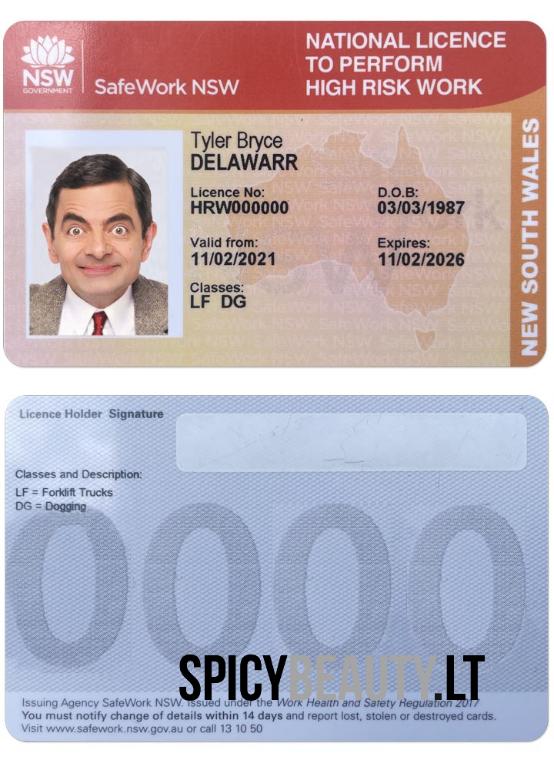 NSW
GOVERNMENT
SafeWork NSW
NATIONAL LICENCE
TO PERFORM
HIGH RISK WORK
Tyler Bryce
DELAWARR
Licence No:
HRW000000
D.O.B:
03/03/1987
Valid from:
11/02/2021
Expires:
11/02/2026
Classes:
LF DG
NEW SOUTH WALES
Licence Holder Signature
Classes and Description:
LF = Forklift Trucks
DG = Dogging
0000
SPICYBEAUTY.LT
Issuing Agency SafeWork NSW. Issued under the Work Health and Safety Regulation 2017
You must notify change of details within 14 days and report lost, stolen or destroyed cards.
Visit www.safework.nsw.gov.au or call 13 10 50